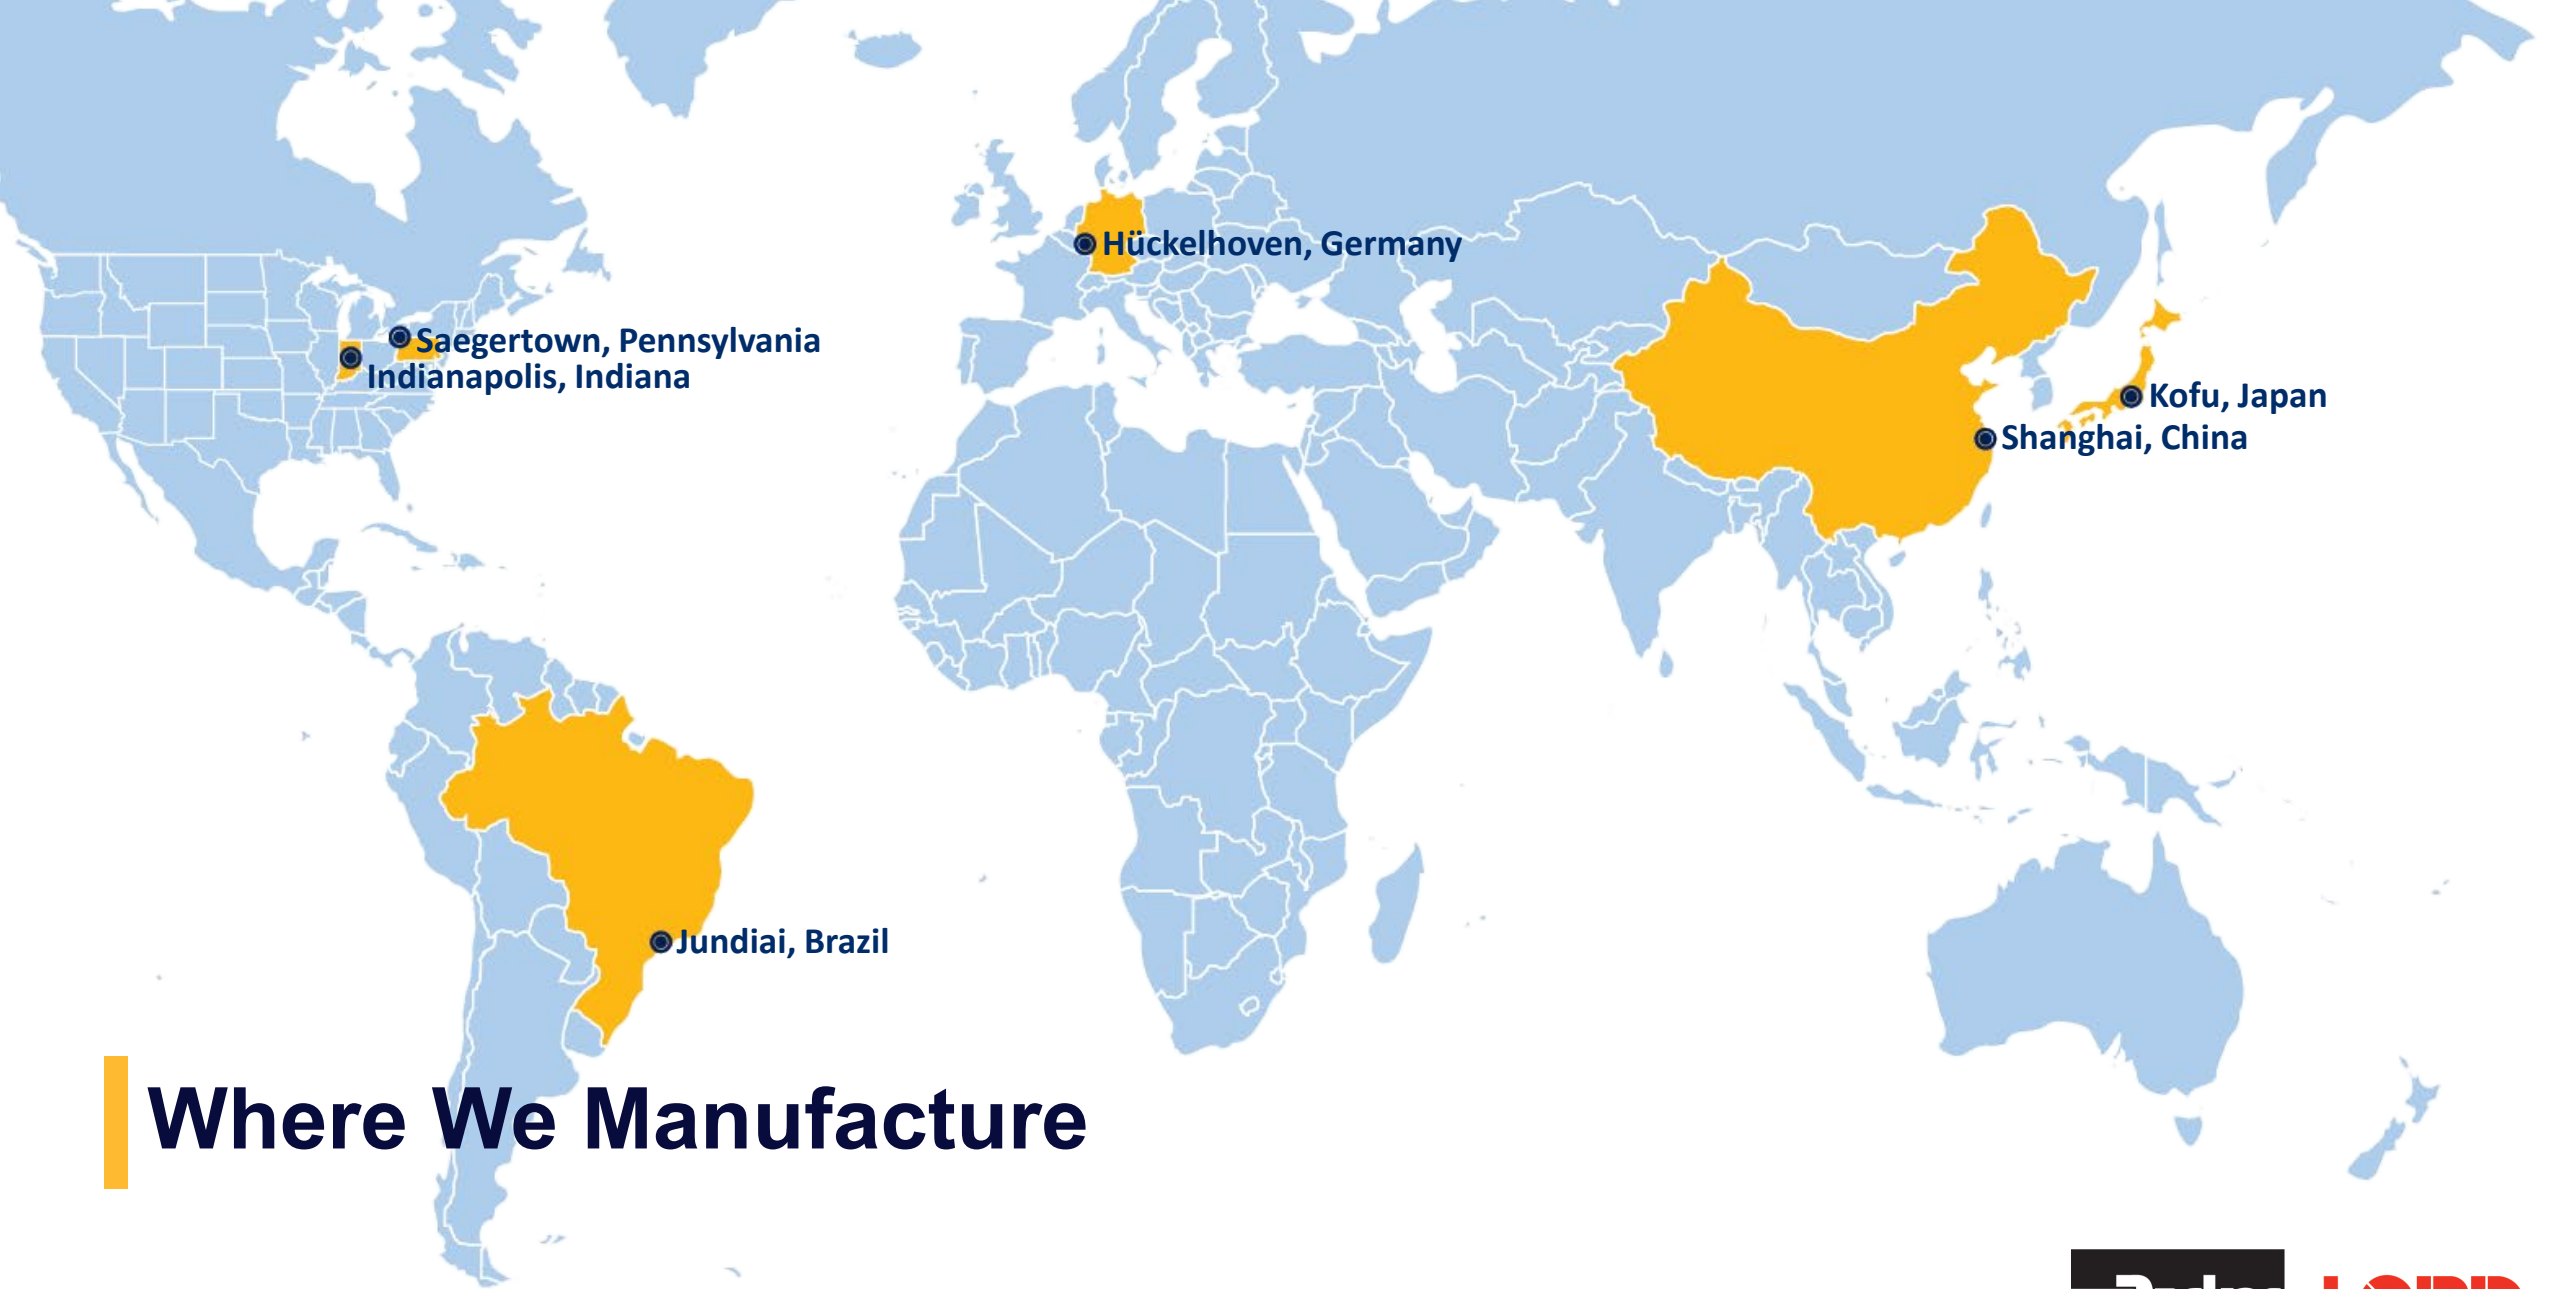 Hückelhoven, Germany
Saegertown, Pennsylvania
Indianapolis, Indiana
Kofu, Japan
Shanghai, China
Jundiai, Brazil
Where We Manufacture